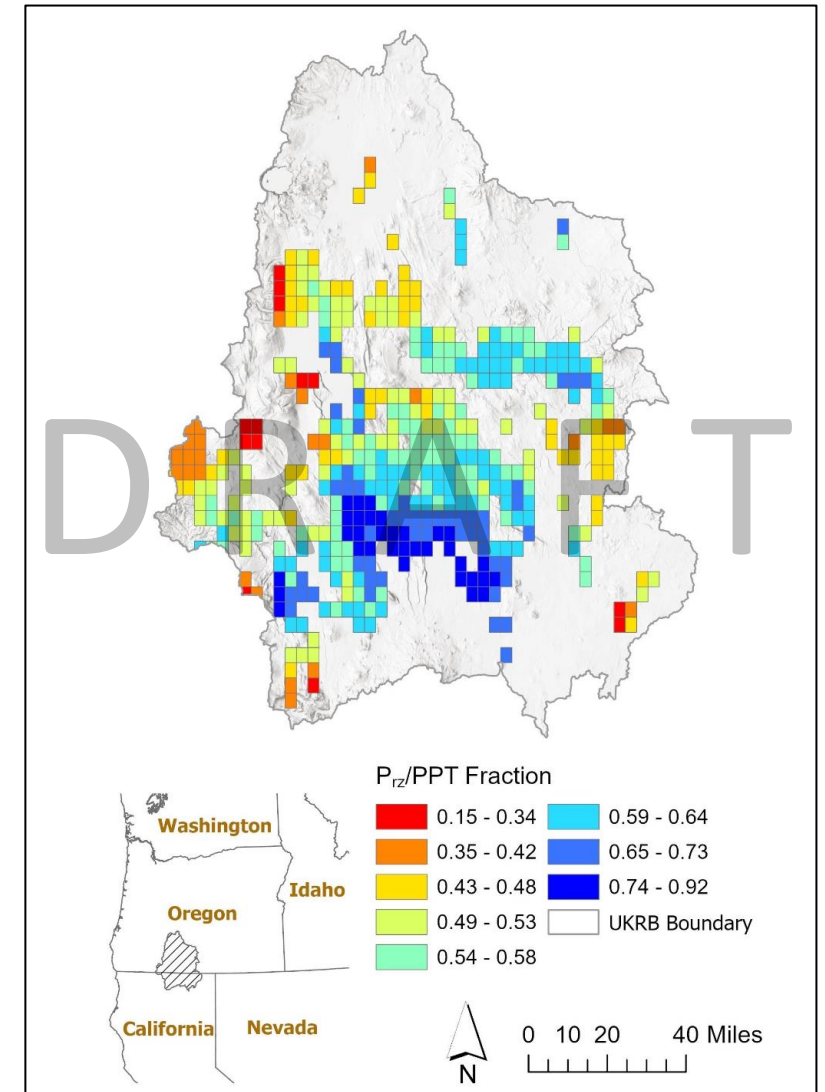 DRAFT
P_rz/PPT Fraction
0.15 - 0.34
0.35 - 0.42
0.43 - 0.48
0.49 - 0.53
0.54 - 0.58
0.59 - 0.64
0.65 - 0.73
0.74 - 0.92
UKRB Boundary
Washington
Oregon
Idaho
California
Nevada
N
0 10 20 40 Miles